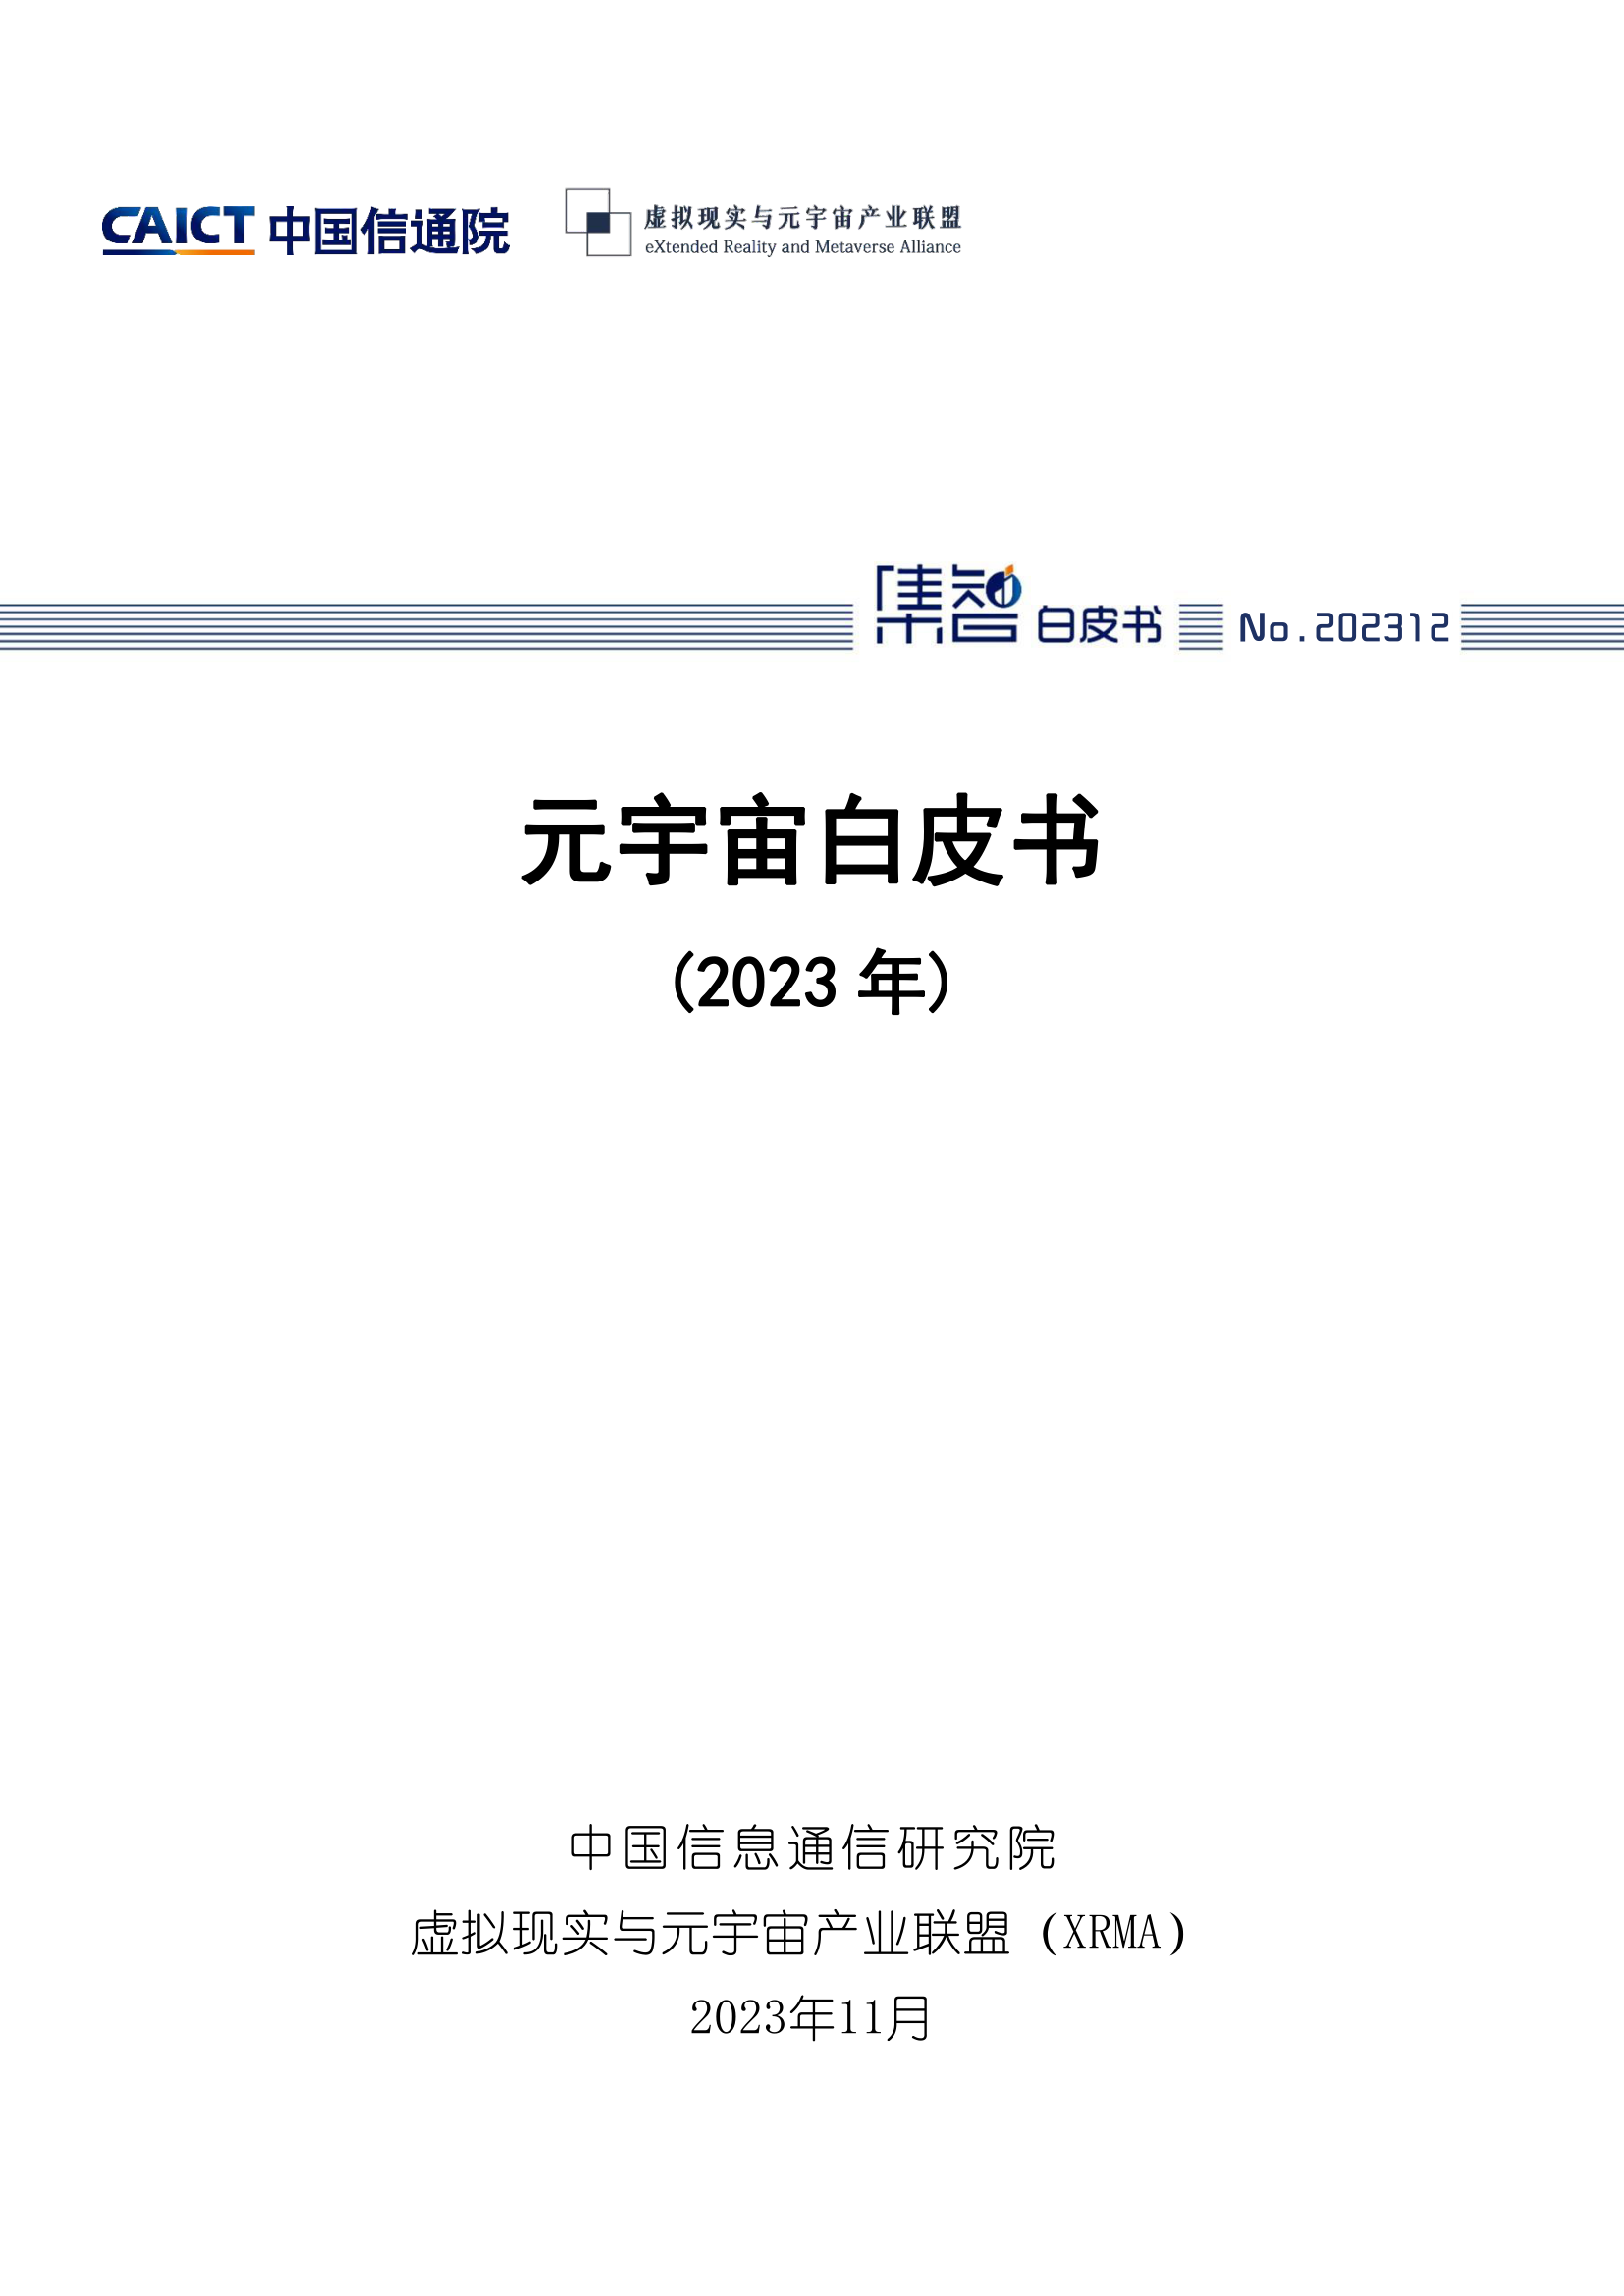 CAICT 中国信通院
虚拟现实与元宇宙产业联盟
eXtended Reality and Metaverse Alliance
集智白皮书 No.202312
元宇宙白皮书
(2023 年)
中国信息通信研究院
虚拟现实与元宇宙产业联盟（XRMA）
2023年11月